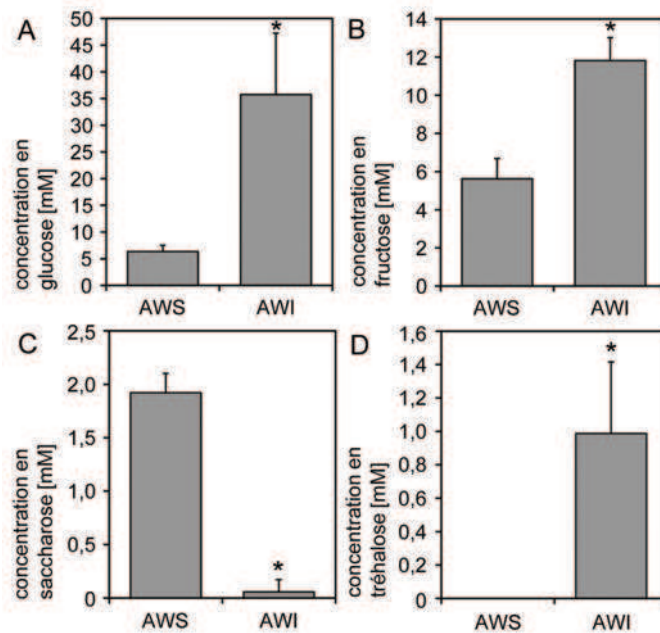 A
concentration en
glucose [mM]
50
45
40
35
30
25
20
15
10
5
0
*
AWS AWI
B
concentration en
fructose [mM]
14
12
10
8
6
4
2
0
*
AWS AWI
C
concentration en
saccharose [mM]
2,5
2,0
1,5
1,0
0,5
0
*
AWS AWI
D
concentration en
tréhalose [mM]
1,6
1,4
1,2
1,0
0,8
0,6
0,4
0,2
0
*
AWS AWI